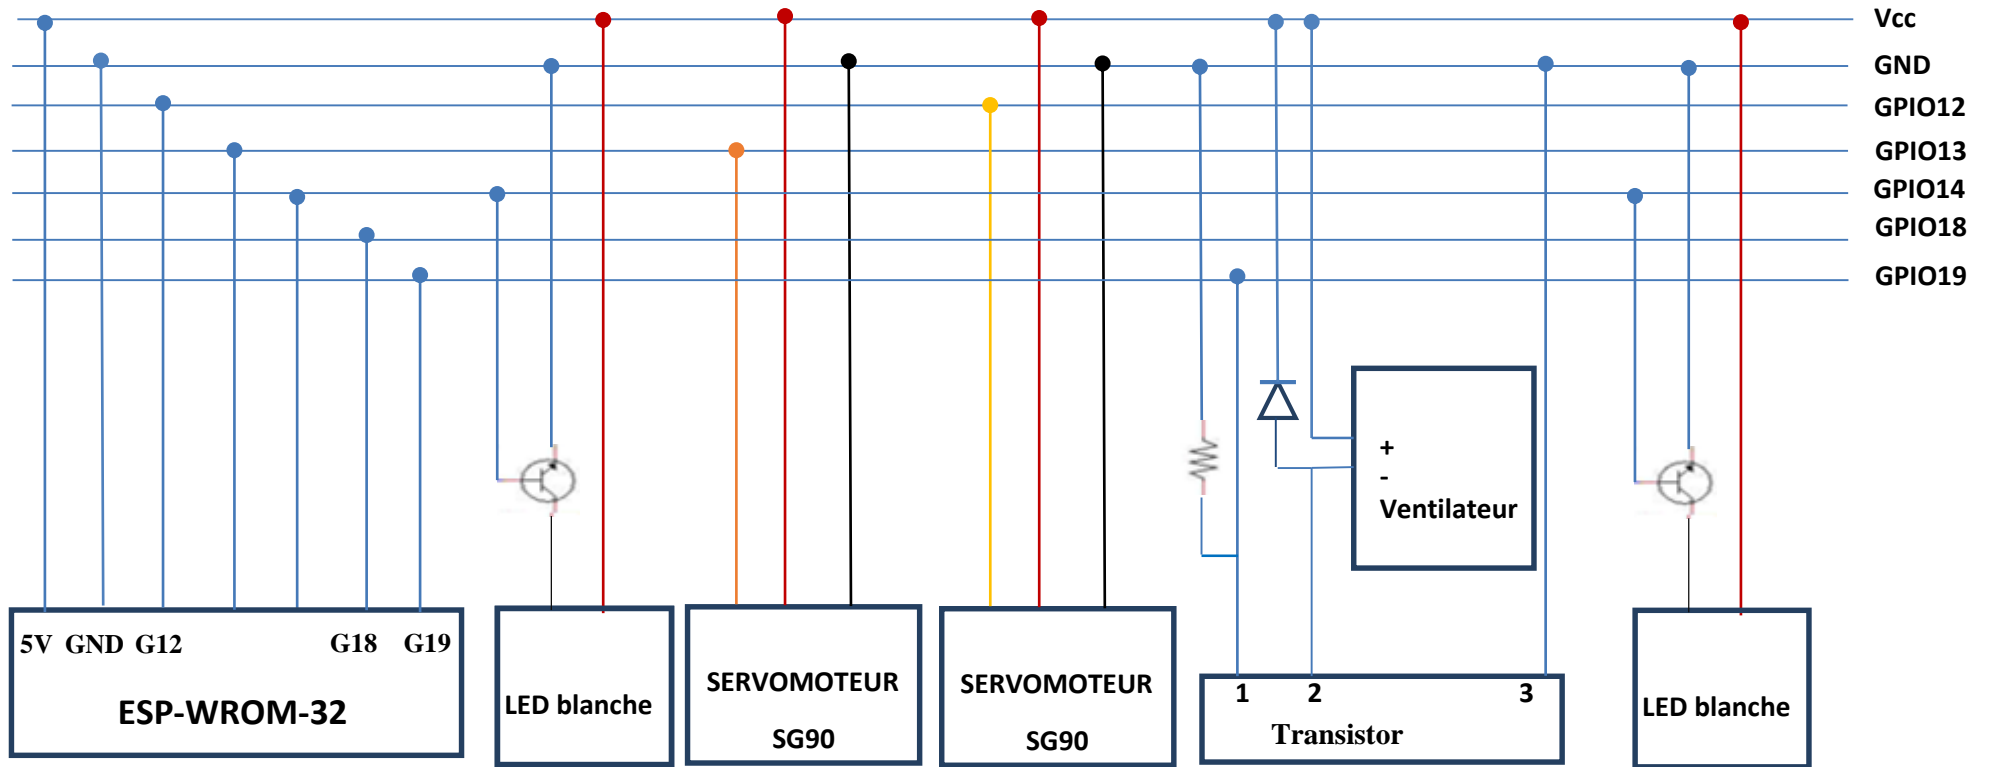 Vcc
GND
GPIO12
GPIO13
GPIO14
GPIO18
GPIO19
+
-
Ventilateur
5V GND G12 G18 G19
ESP-WROM-32
LED blanche
SERVOMOTEUR
SG90
SERVOMOTEUR
SG90
1 2 3
Transistor
LED blanche